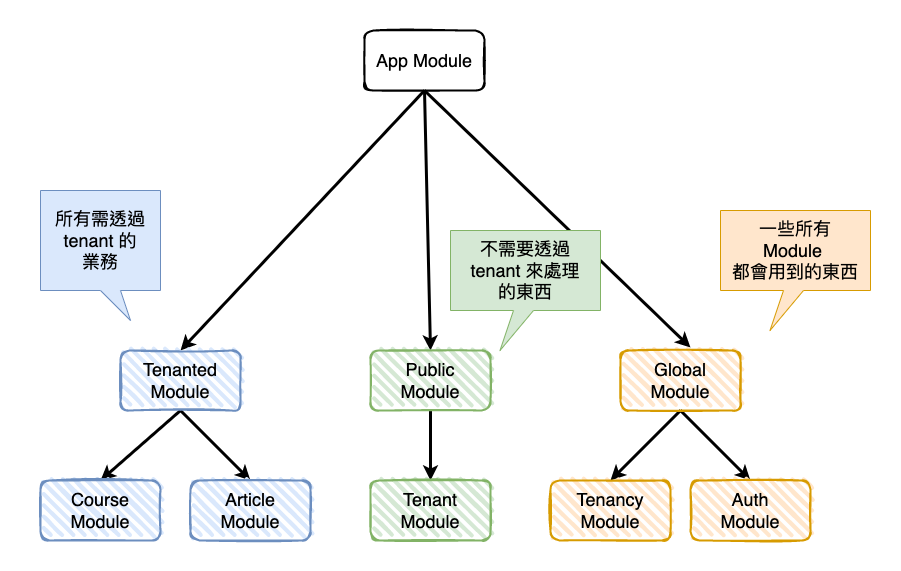 App Module
所有需透過
tenant 的
業務
不需要透過
tenant 來處理
的東西
一些所有
Module
都會用到的東西
Tenanted
Module
Public
Module
Global
Module
Course
Module
Article
Module
Tenant
Module
Tenancy
Module
Auth
Module